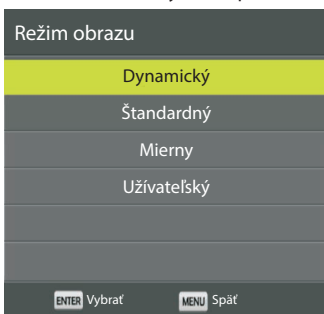 Režim obrazu
Dynamický
Štandardný
Mierny
Užívateľský
ENTER Vybrať MENU Späť